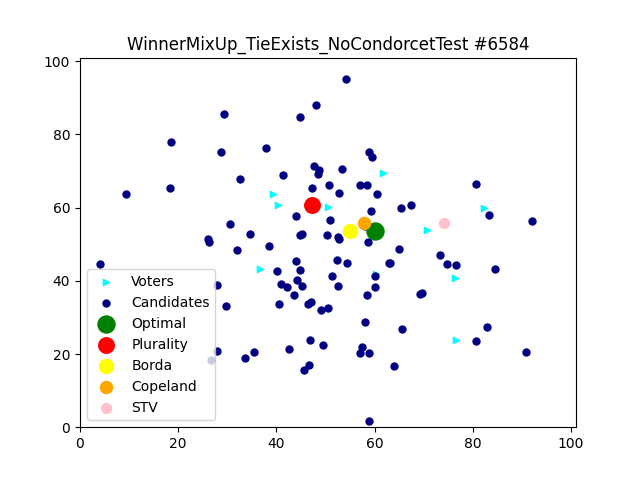 WinnerMixUp_TieExists_NoCondorcetTest #6584
100
80
60
40
20
0
Voters
Candidates
Optimal
Plurality
Borda
Copeland
STV
0 20 40 60 80 100